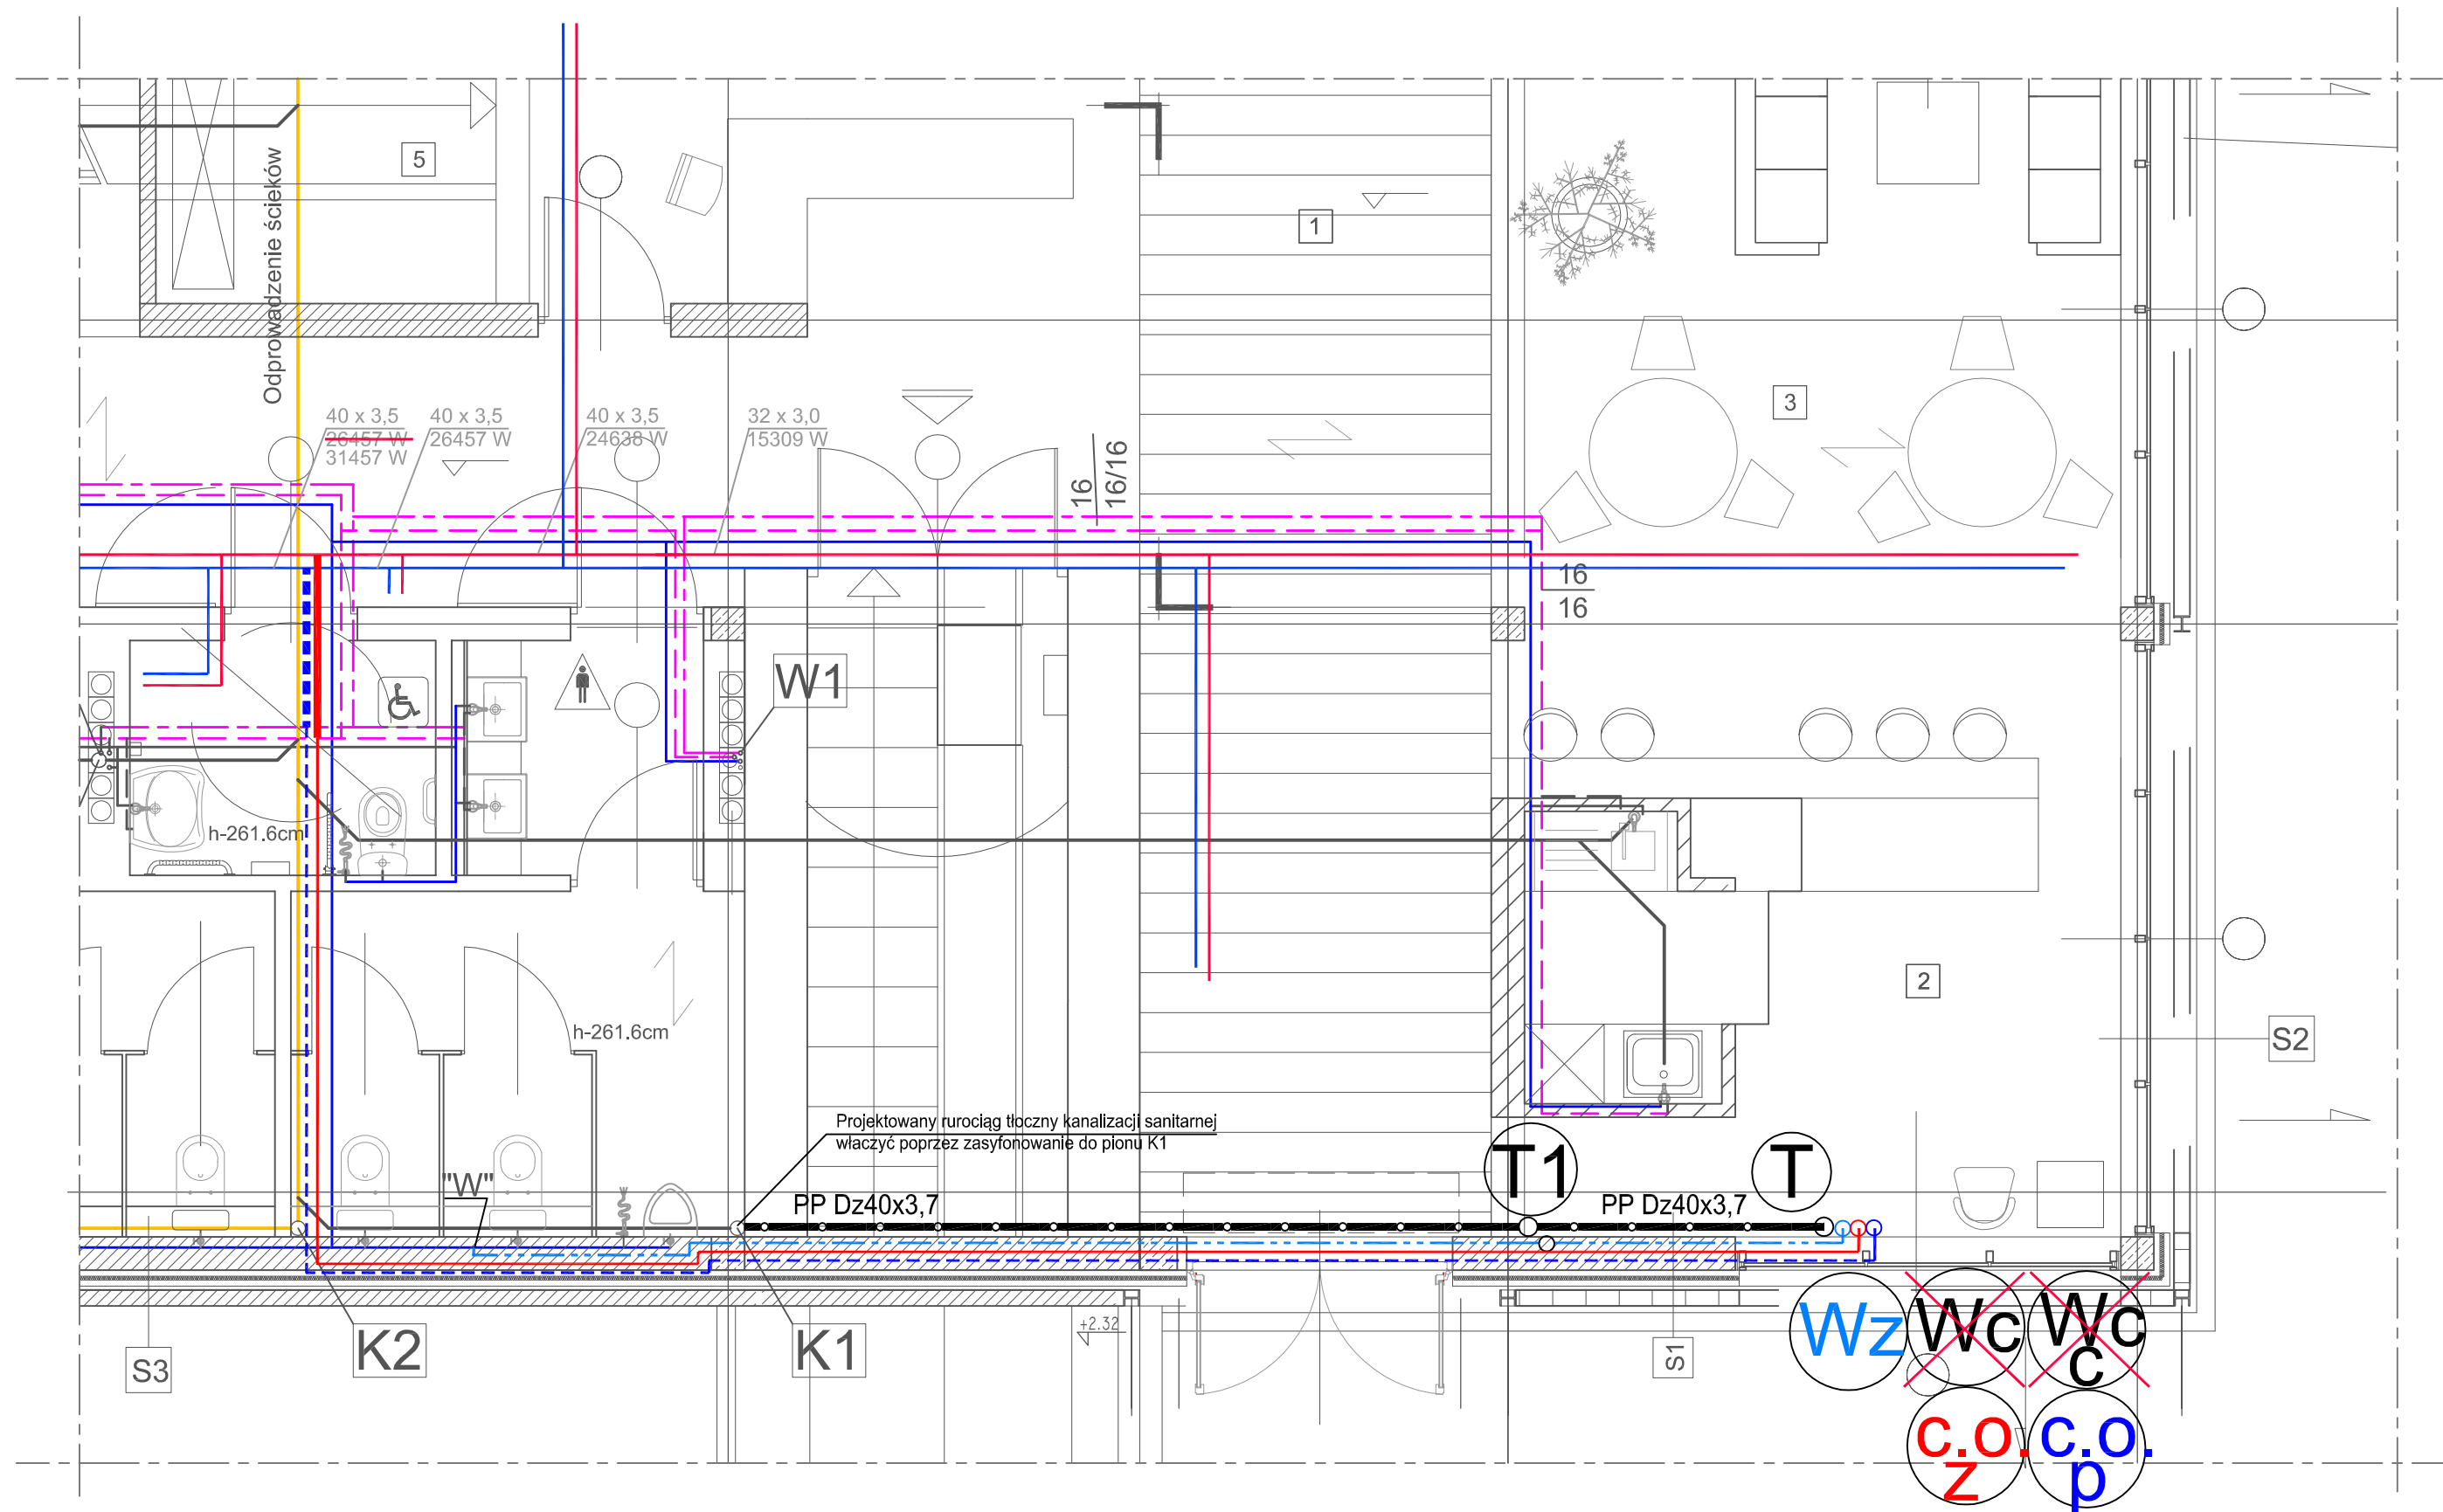 5
1
Odprowadzenie ścieków
3
40 x 3,5
26457 W
31457 W
40 x 3,5
26457 W
40 x 3,5
24638 W
32 x 3,0
15309 W
16
16/16
16
16
W1
h-261.6cm
2
h-261.6cm
S2
Projektowany rurociąg tłoczny kanalizacji sanitarnej
właczyć poprzez zasyfonowanie do pionu K1
"W"
T1
T
PP Dz40x3,7
PP Dz40x3,7
+2.32
S3
K2
K1
S1
Wz
Wc
Wc
c
c.o.
z
c.o.
p